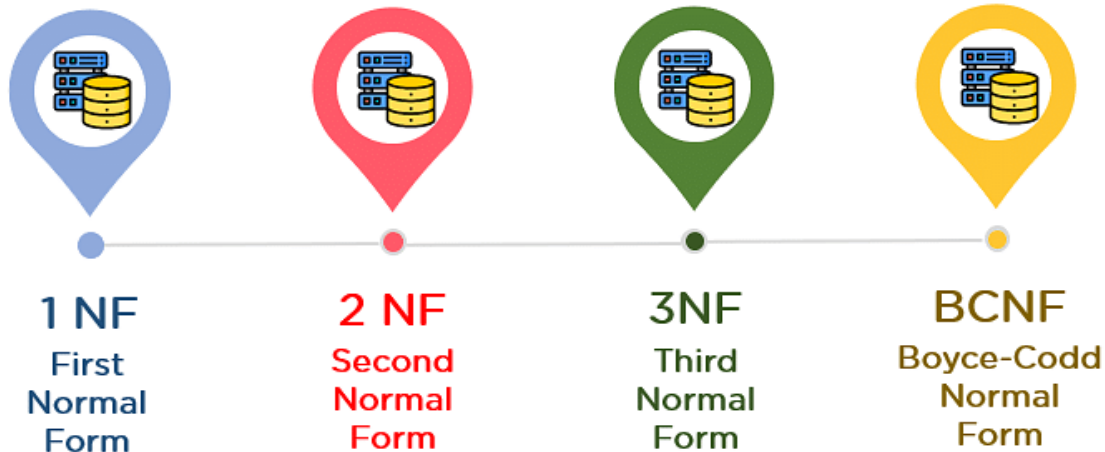 1 NF
First
Normal
Form
2 NF
Second
Normal
Form
3NF
Third
Normal
Form
BCNF
Boyce-Codd
Normal
Form